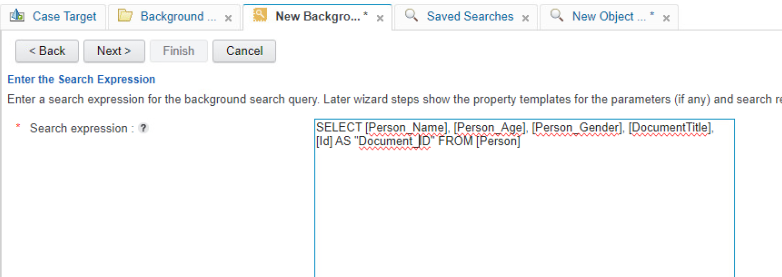 Case Target
Background ... x
New Backgro... * x
Saved Searches x
New Object ... * x
< Back
Next >
Finish
Cancel
Enter the Search Expression
Enter a search expression for the background search query. Later wizard steps show the property templates for the parameters (if any) and search re
* Search expression : ?
SELECT [Person_Name], [Person_Age], [Person_Gender], [DocumentTitle],
[Id] AS "Document_ID" FROM [Person]